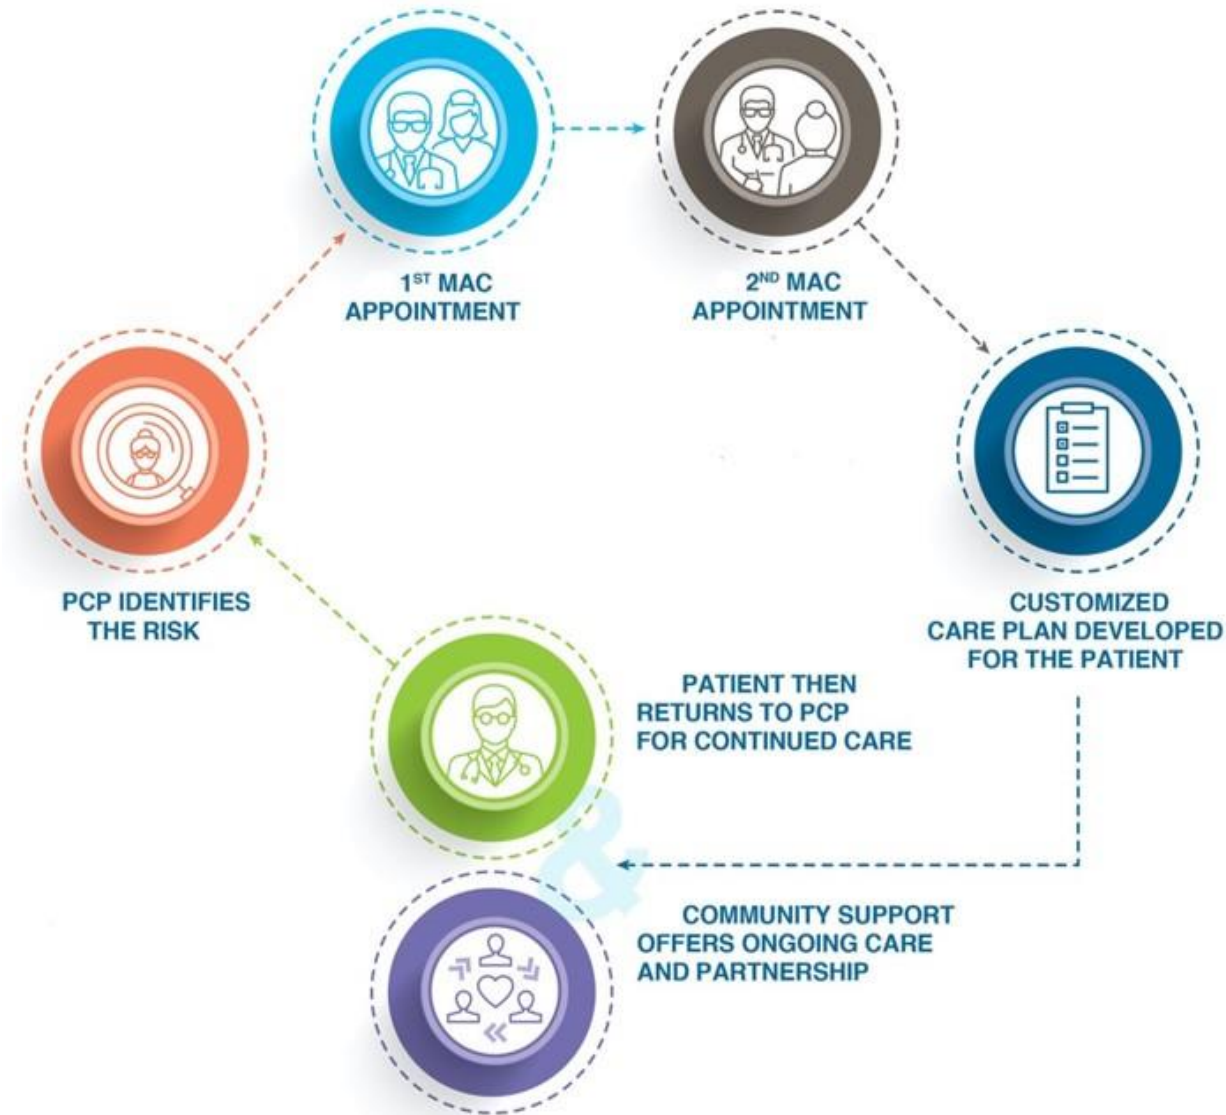 1ST MAC
APPOINTMENT
2ND MAC
APPOINTMENT
PCP IDENTIFIES
THE RISK
CUSTOMIZED
CARE PLAN DEVELOPED
FOR THE PATIENT
PATIENT THEN
RETURNS TO PCP
FOR CONTINUED CARE
&
COMMUNITY SUPPORT
OFFERS ONGOING CARE
AND PARTNERSHIP